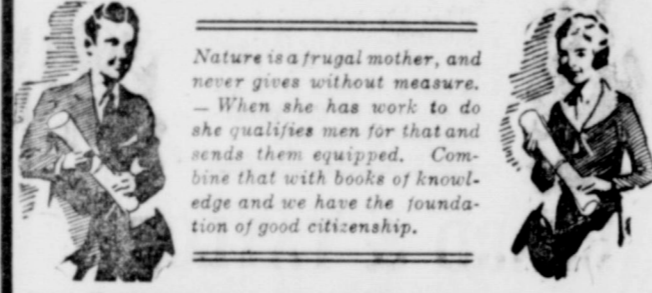 Nature is a frugal mother, and
never gives without measure.
— When she has work to do
she qualifies men for that and
sends them equipped. Com-
bine that with books of knowl-
edge and we have the founda-
tion of good citizenship.